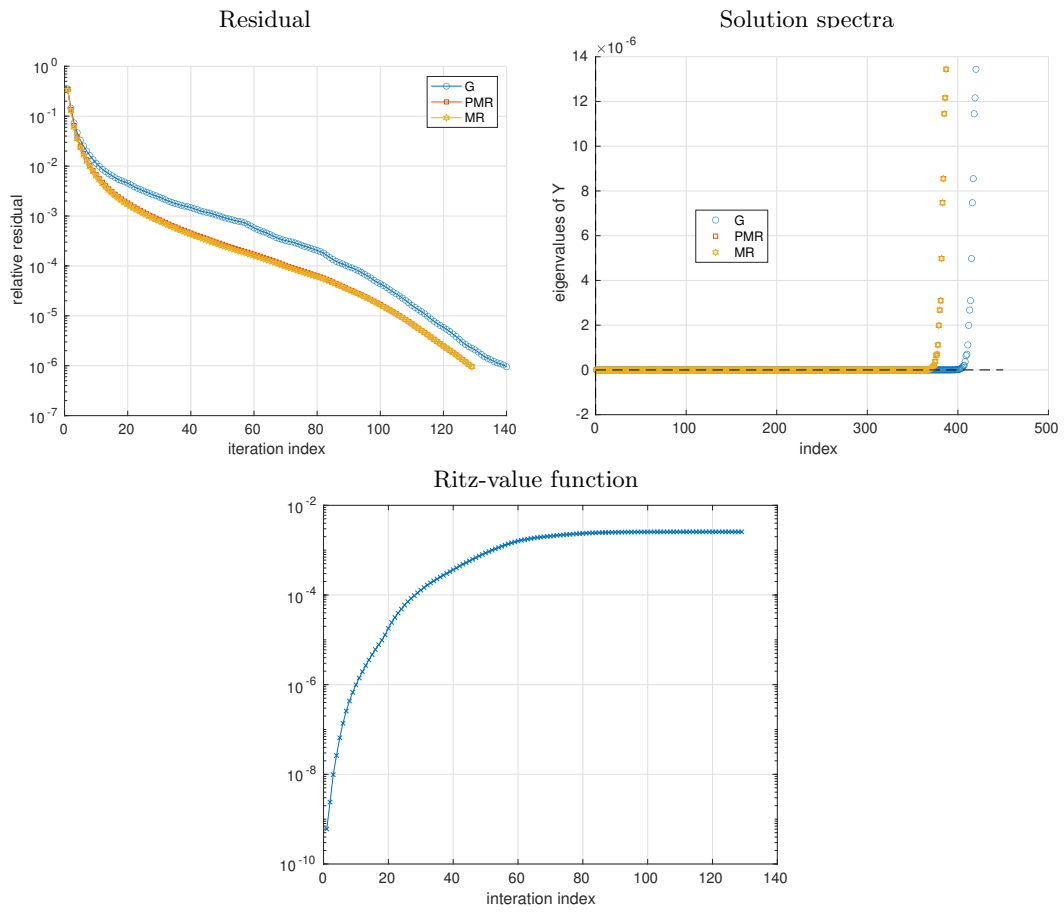 Residual
10^0
10^-1
10^-2
10^-3
10^-4
10^-5
10^-6
10^-7
relative residual
0 20 40 60 80 100 120 140
iteration index
G
PMR
MR
Solution spectra
×10^-6
14
12
10
8
6
4
2
0
-2
eigenvalues of Y
0 100 200 300 400 500
index
G
PMR
MR
Ritz-value function
10^-2
10^-4
10^-6
10^-8
10^-10
0 20 40 60 80 100 120 140
interation index